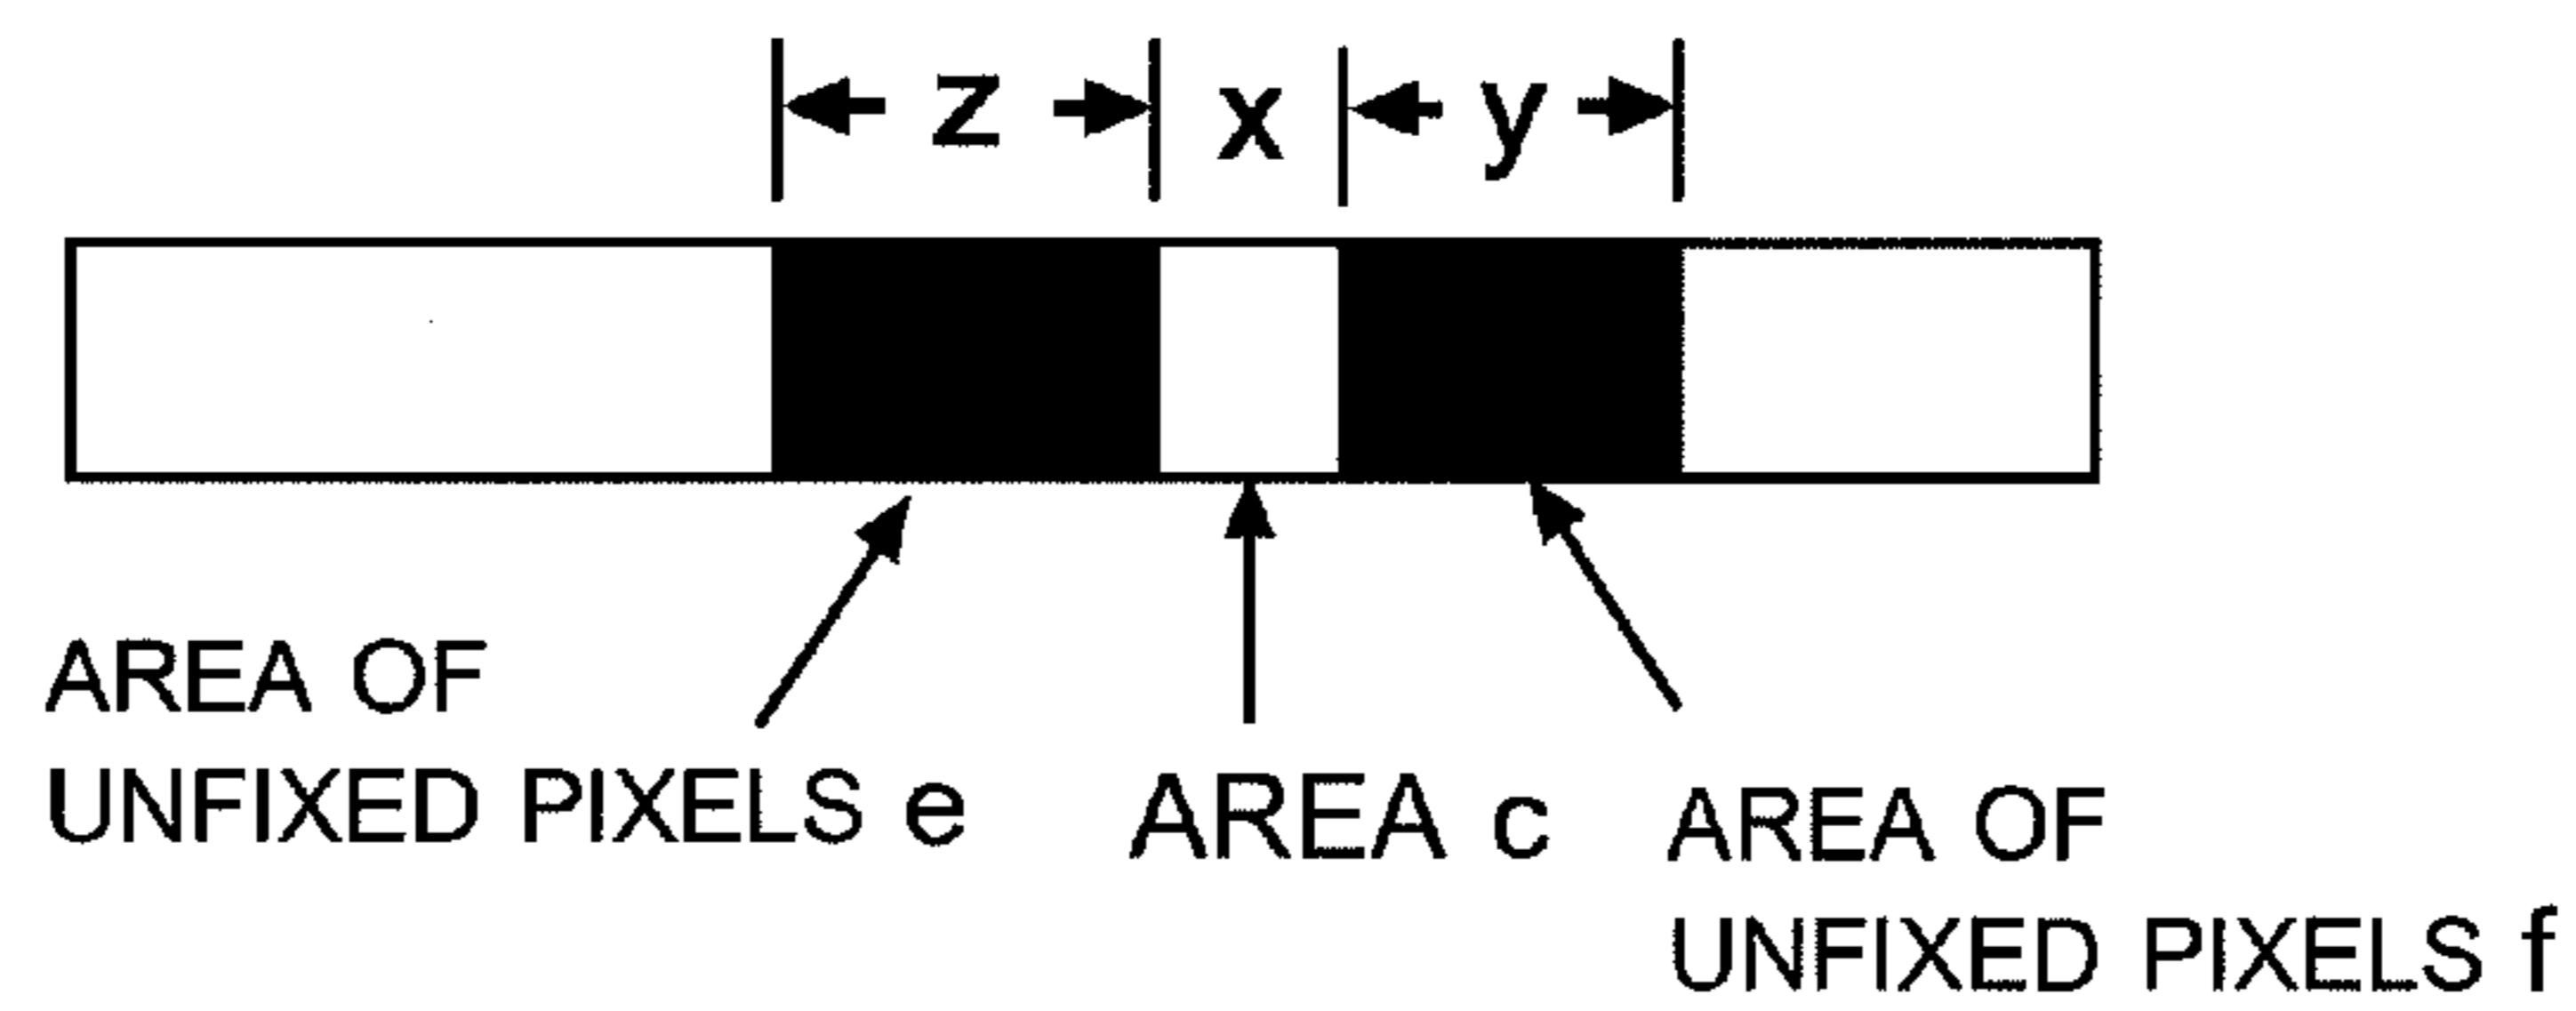 z x y
AREA OF
UNFIXED PIXELS e
AREA c
AREA OF
UNFIXED PIXELS f